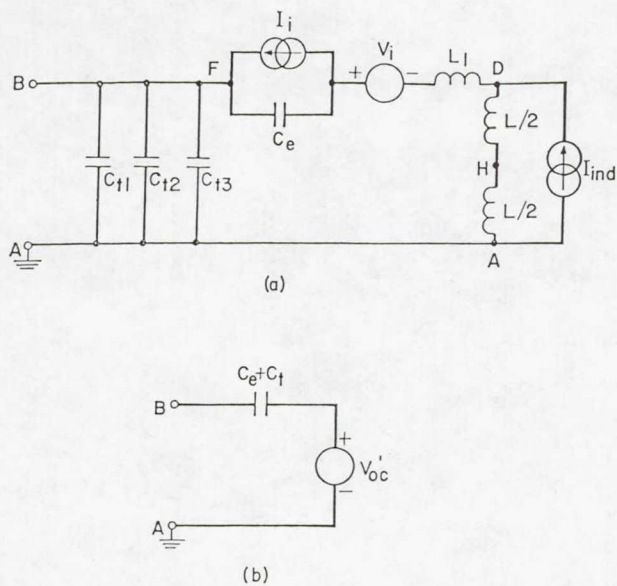 I_i
F
V_i
L_1
D
B
+ −
C_e
L/2
H
I_ind
C_t1 C_t2 C_t3
L/2
A
A
(a)
C_e+C_t
B
+
V_oc'
−
A
(b)